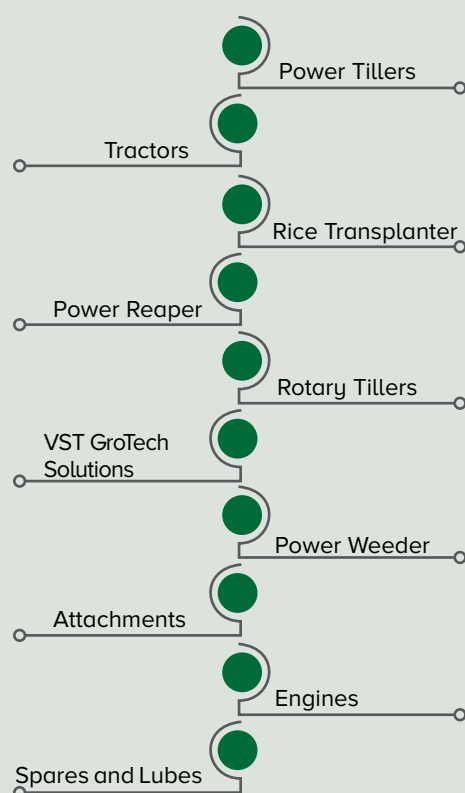 Power Tillers
Tractors
Rice Transplanter
Power Reaper
Rotary Tillers
VST GroTech
Solutions
Power Weeder
Attachments
Engines
Spares and Lubes